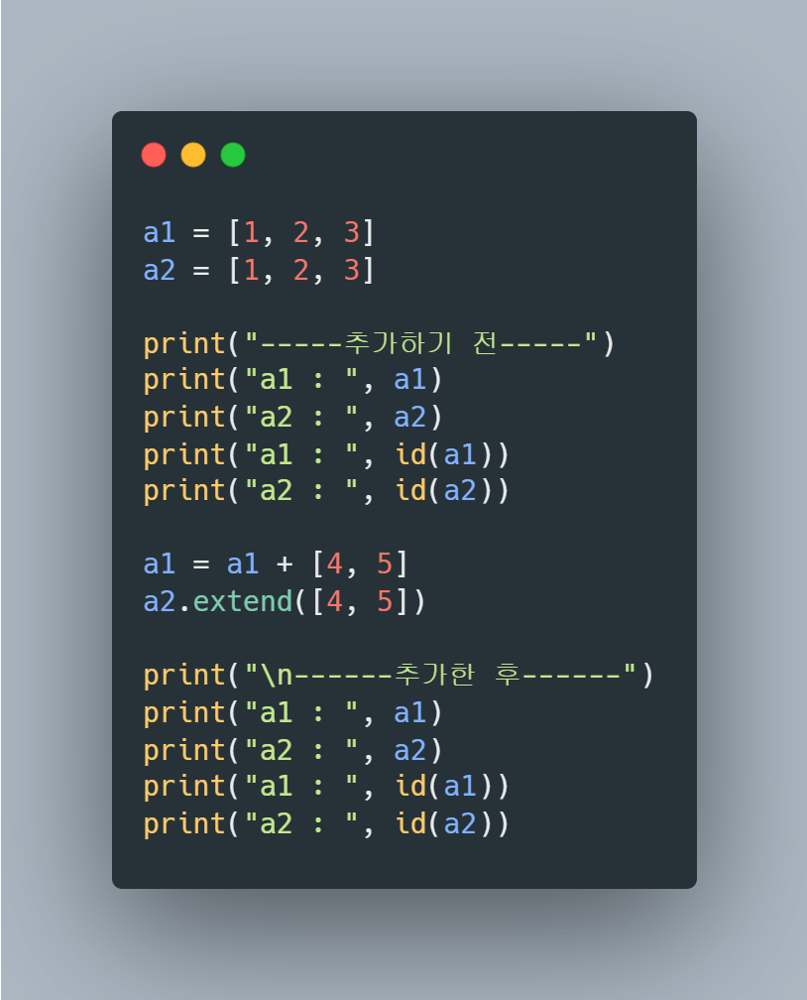 a1 = [1, 2, 3]
a2 = [1, 2, 3]
print("-----추가하기 전-----")
print("a1 : ", a1)
print("a2 : ", a2)
print("a1 : ", id(a1))
print("a2 : ", id(a2))
a1 = a1 + [4, 5]
a2.extend([4, 5])
print("\n------추가한 후------")
print("a1 : ", a1)
print("a2 : ", a2)
print("a1 : ", id(a1))
print("a2 : ", id(a2))